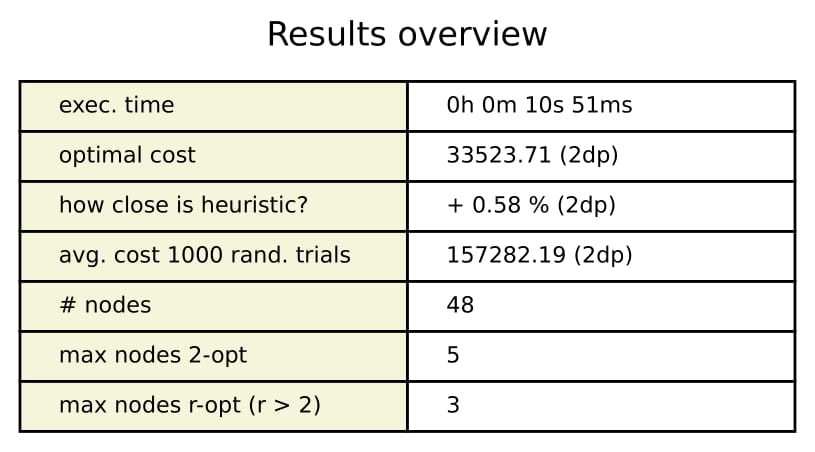 Results overview
exec. time 0h 0m 10s 51ms
optimal cost 33523.71 (2dp)
how close is heuristic? + 0.58 % (2dp)
avg. cost 1000 rand. trials 157282.19 (2dp)
# nodes 48
max nodes 2-opt 5
max nodes r-opt (r > 2) 3